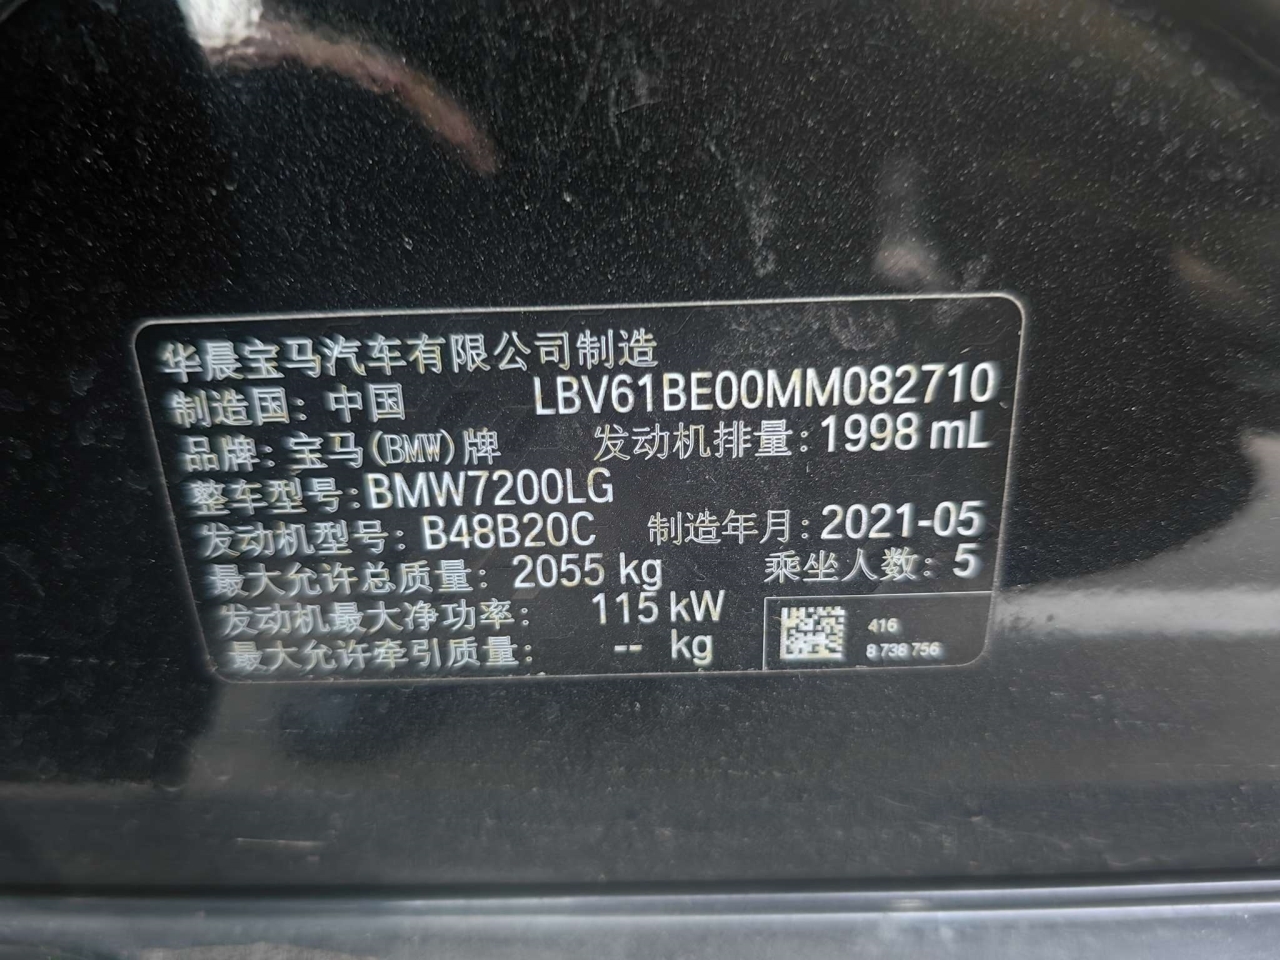 华晨宝马汽车有限公司制造
制造国: 中国 LBV61BE00MM082710
品牌: 宝马(BMW)牌 发动机排量: 1998 mL
整车型号: BMW7200LG
发动机型号: B48B20C 制造年月: 2021-05
最大允许总质量: 2055 kg 乘坐人数: 5
发动机最大净功率: 115 kW
最大允许牵引质量: -- kg
416
8 738 756